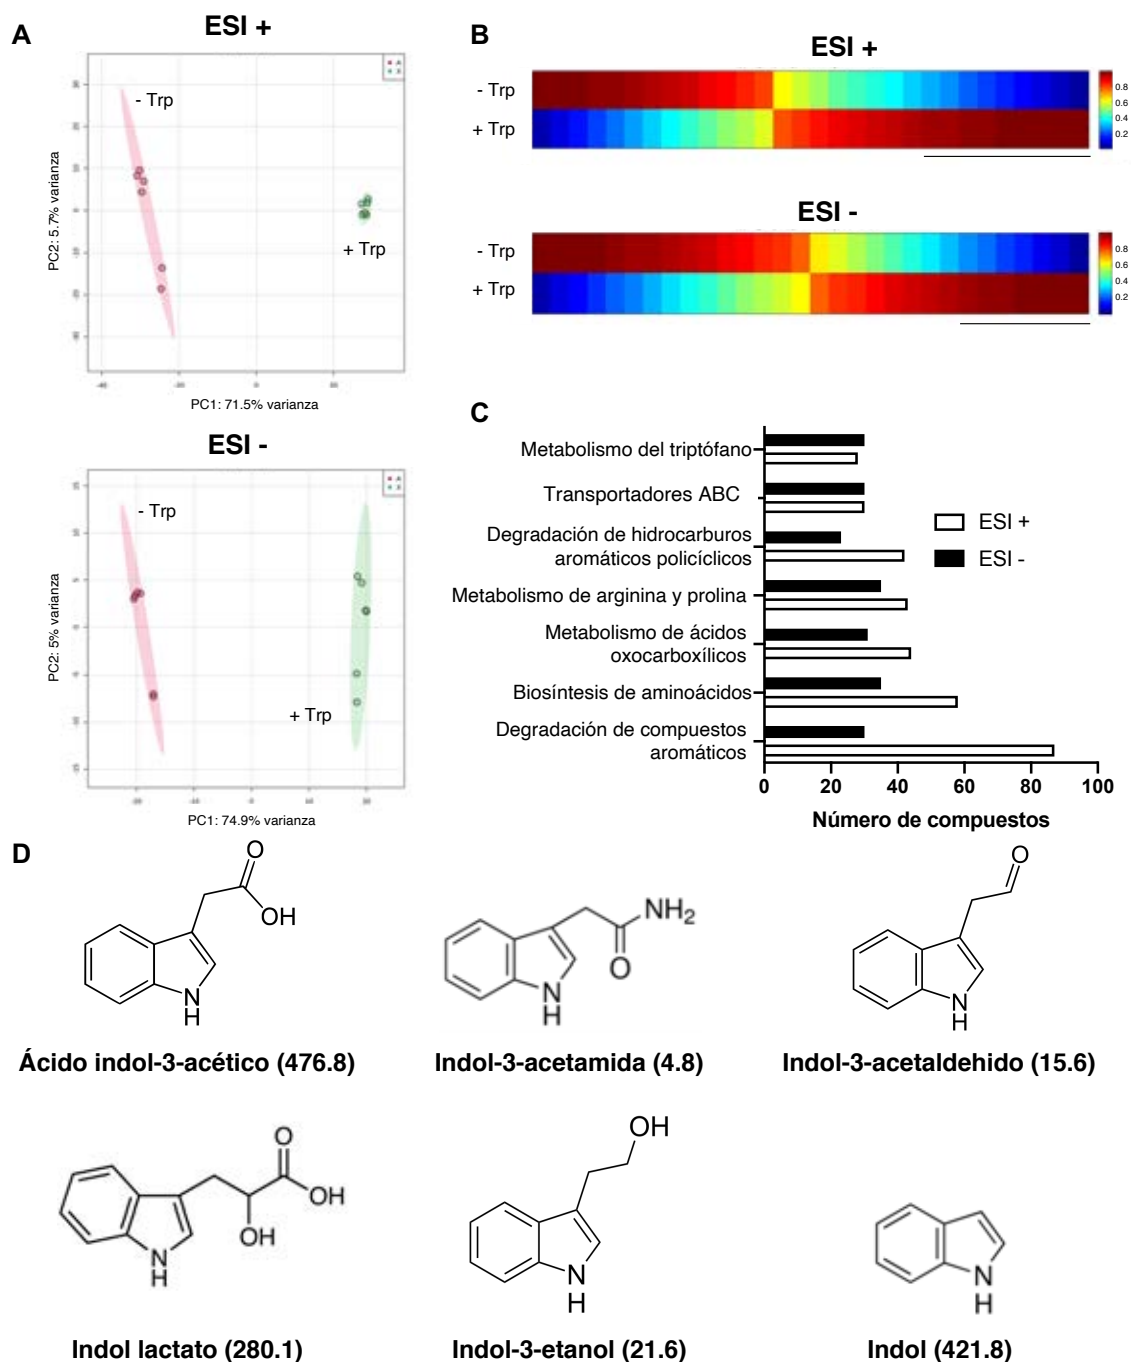 A
ESI +
- Trp
+ Trp
PC2: 5.7% varianza
PC1: 71.5% varianza
ESI -
- Trp
+ Trp
PC2: 5% varianza
PC1: 74.9% varianza
B
ESI +
- Trp
+ Trp
0.8
0.6
0.4
0.2
ESI -
- Trp
+ Trp
0.8
0.6
0.4
0.2
C
Metabolismo del triptófano
Transportadores ABC
Degradación de hidrocarburos
aromáticos policíclicos
Metabolismo de arginina y prolina
Metabolismo de ácidos
oxocarboxílicos
Biosíntesis de aminoácidos
Degradación de compuestos
aromáticos
ESI +
ESI -
0 20 40 60 80 100
Número de compuestos
D
O
OH
N
H
Ácido indol-3-acético (476.8)
NH2
O
N
H
Indol-3-acetamida (4.8)
O
N
H
Indol-3-acetaldehido (15.6)
O
OH
OH
N
H
Indol lactato (280.1)
OH
N
H
Indol-3-etanol (21.6)
N
H
Indol (421.8)